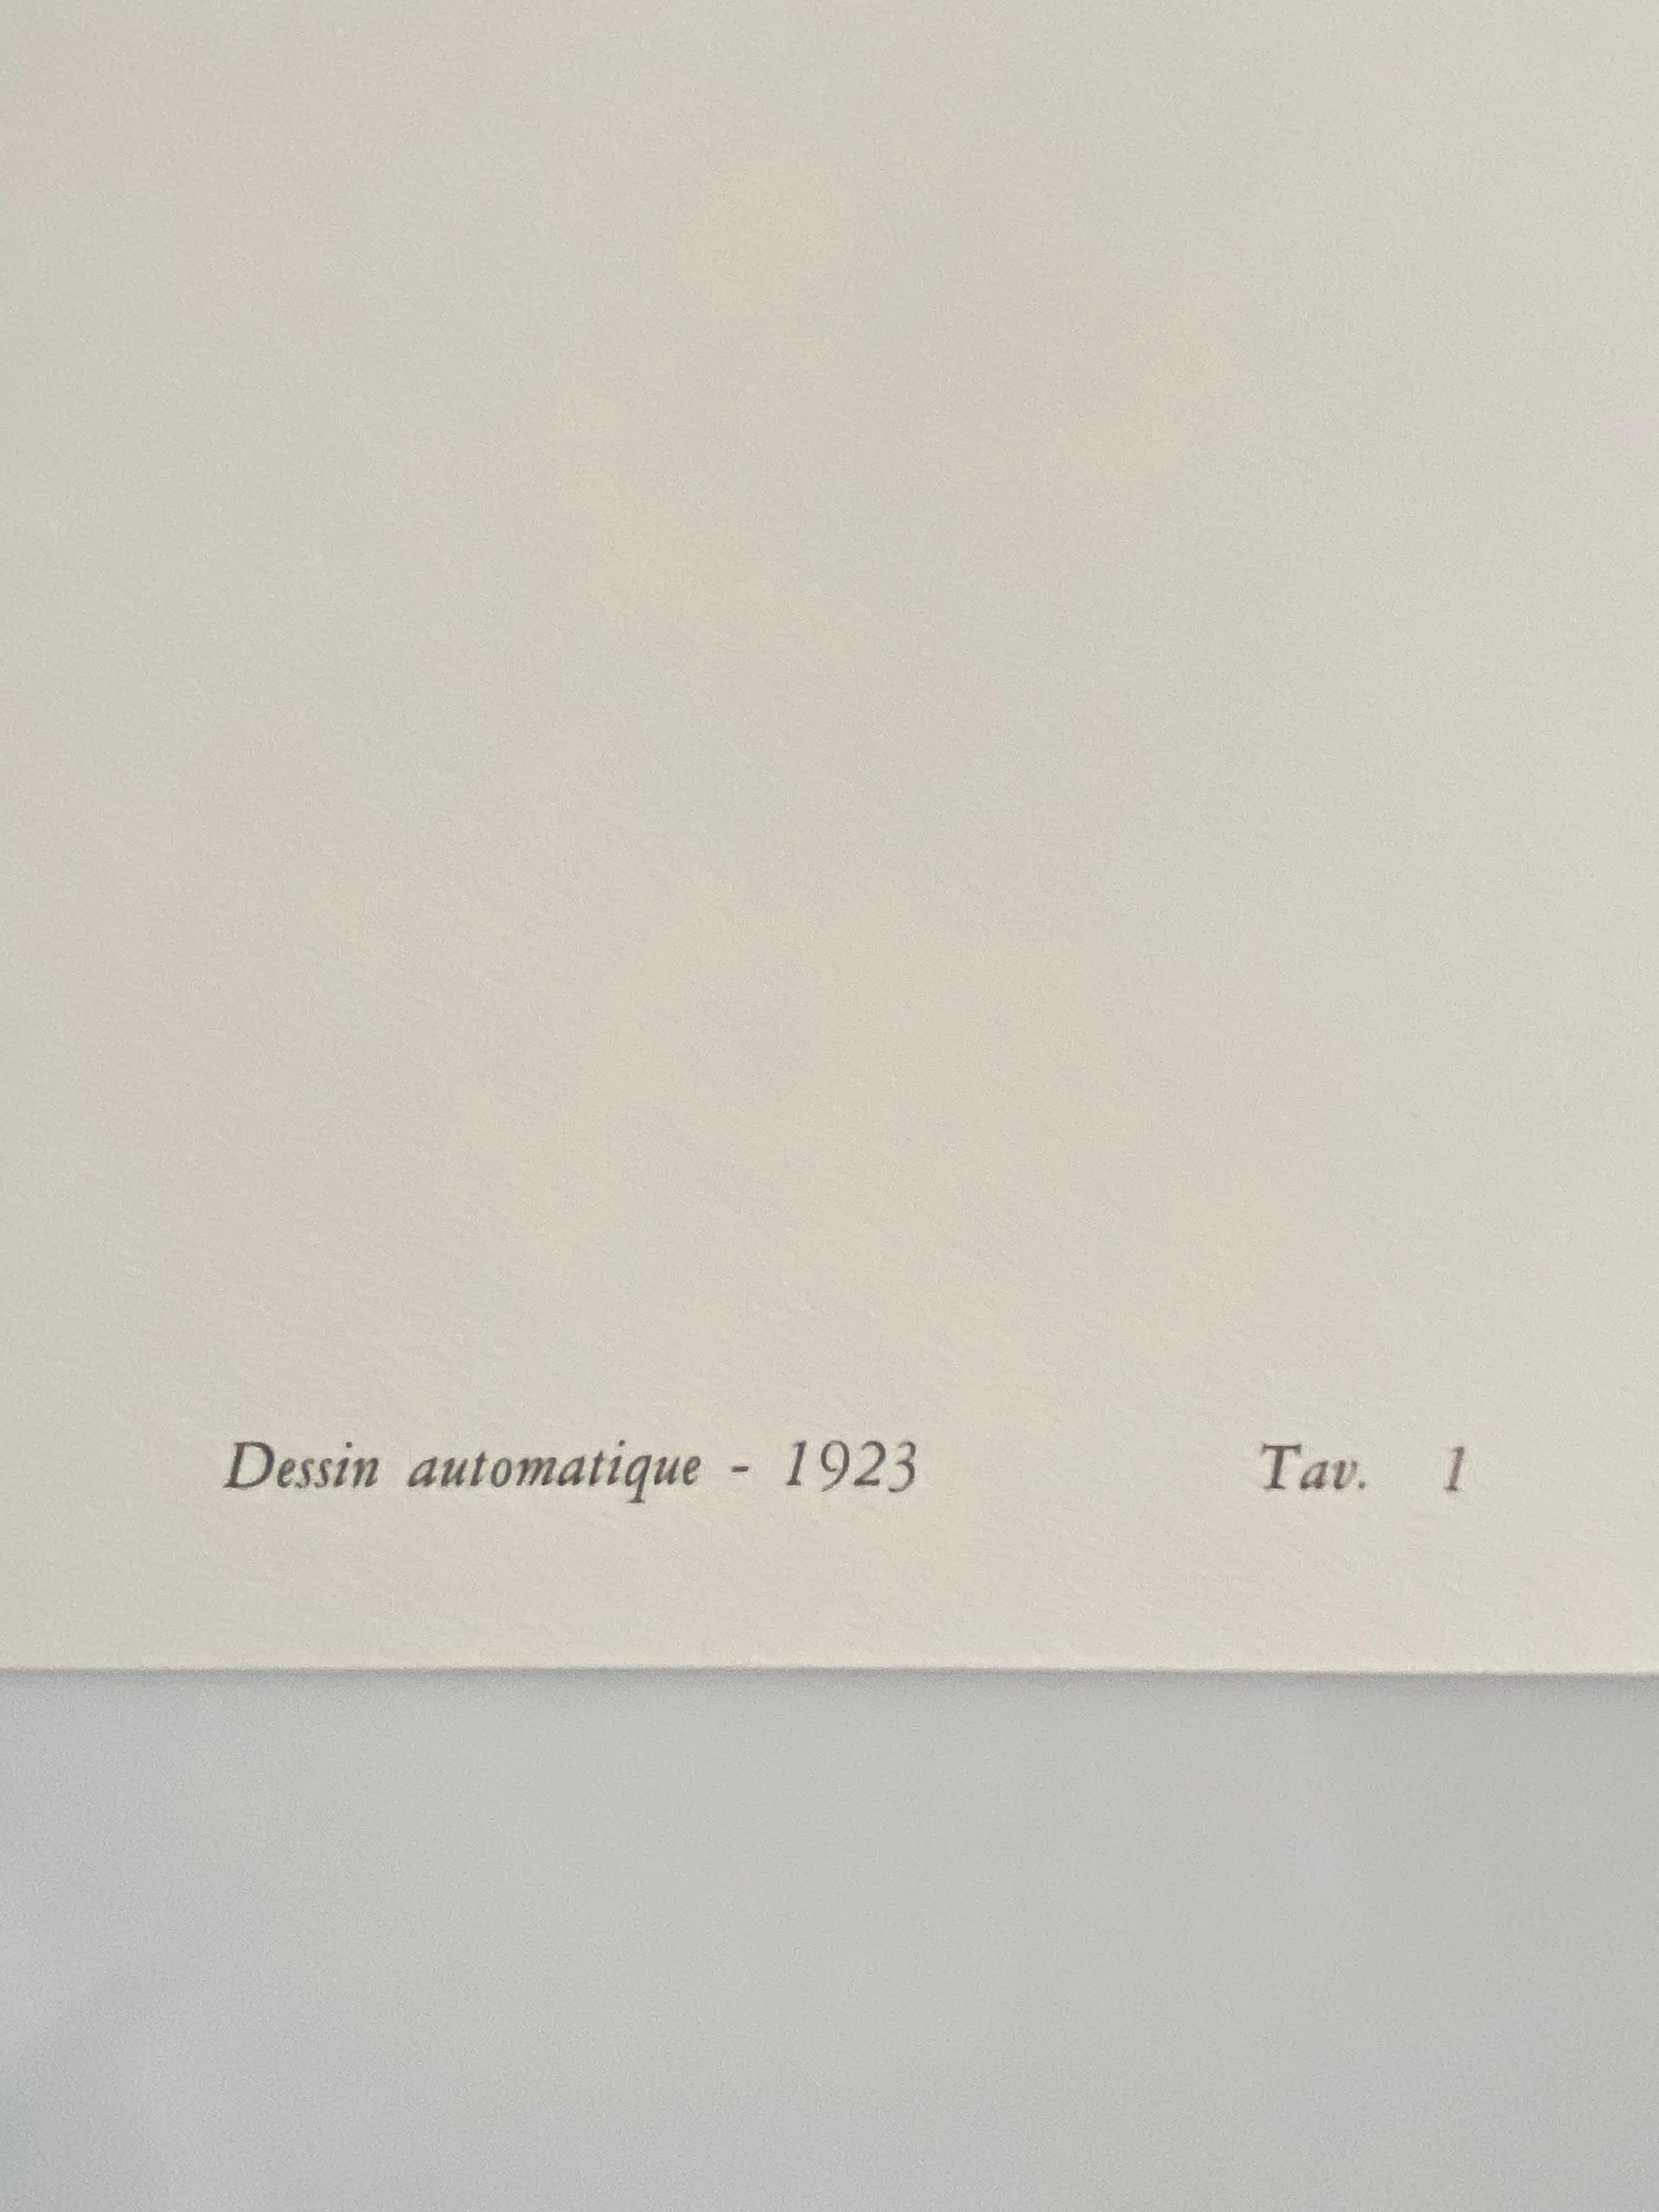 Dessin automatique - 1923 Tav. 1